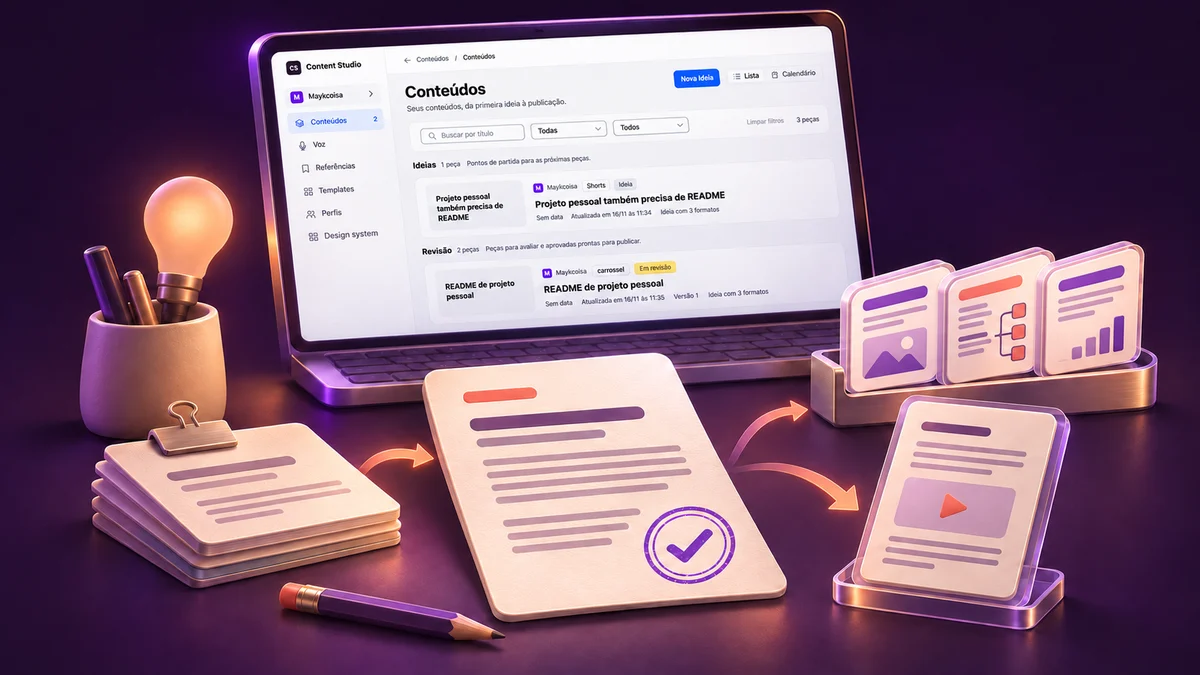 CS Content Studio
M Maykcoisa
Conteúdos 2
Voz
Referências
Templates
Perfis
Design system
← Conteúdos / Conteúdos
Conteúdos
Seus conteúdos, da primeira ideia à publicação.
Nova Ideia
Lista
Calendário
Buscar por título
Todas
Todos
Limpar filtros
3 peças
Ideias 1 peça Pontos de partida para as próximas peças.
Projeto pessoal
também precisa de
README
M Maykcoisa Shorts Ideia
Projeto pessoal também precisa de README
Sem data Atualizada em 16/11 às 11:34 Ideia com 3 formatos
Revisão 2 peças Peças para avaliar e aprovadas prontas para publicar.
README de projeto
pessoal
M Maykcoisa carrossel Em revisão
README de projeto pessoal
Sem data Atualizada em 16/11 às 11:35 Versão 1 Ideia com 3 formatos